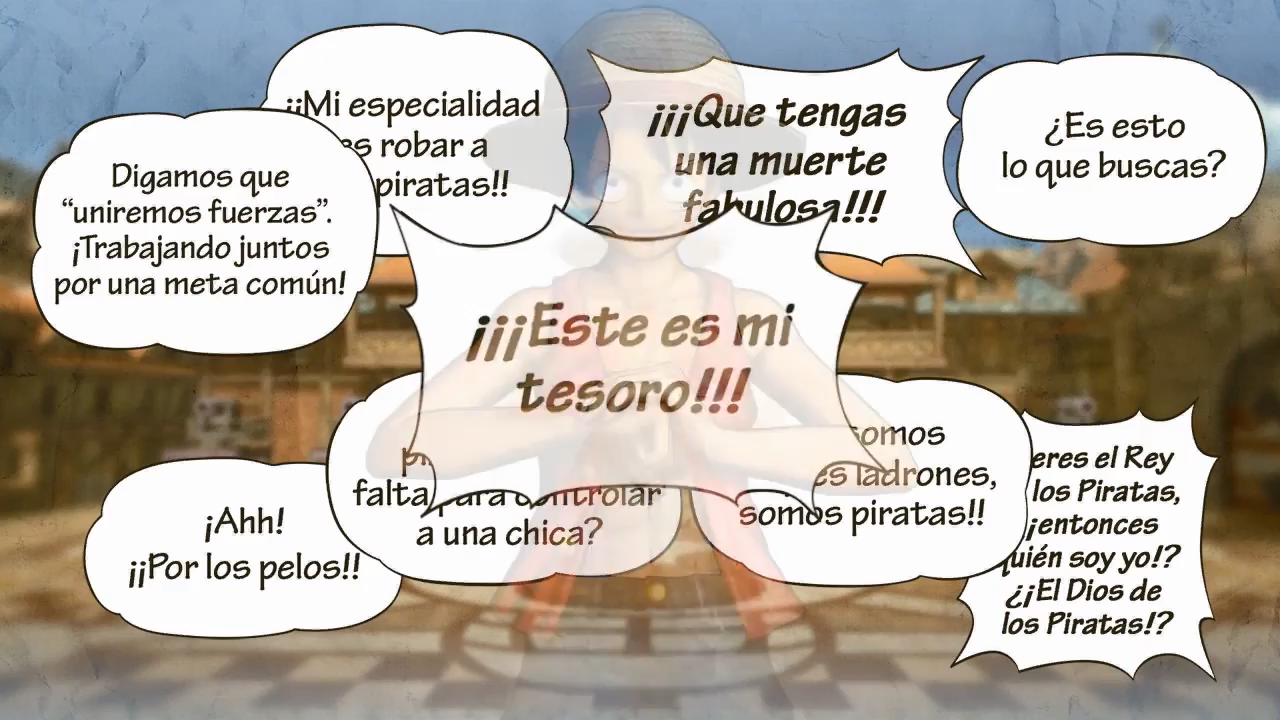 ¡¡Mi especialidad
es robar a
piratas!!
¡¡¡Que tengas
una muerte
fabulosa!!!
¿Es esto
lo que buscas?
Digamos que
“uniremos fuerzas”.
¡Trabajando juntos
por una meta común!
¡¡¡Este es mi
tesoro!!!
falta para controlar
a una chica?
somos
ladrones,
somos piratas!!
¡Ahh!
¡¡Por los pelos!!
eres el Rey
los Piratas,
¡entonces
quién soy yo!?
¿¡El Dios de
los Piratas!?